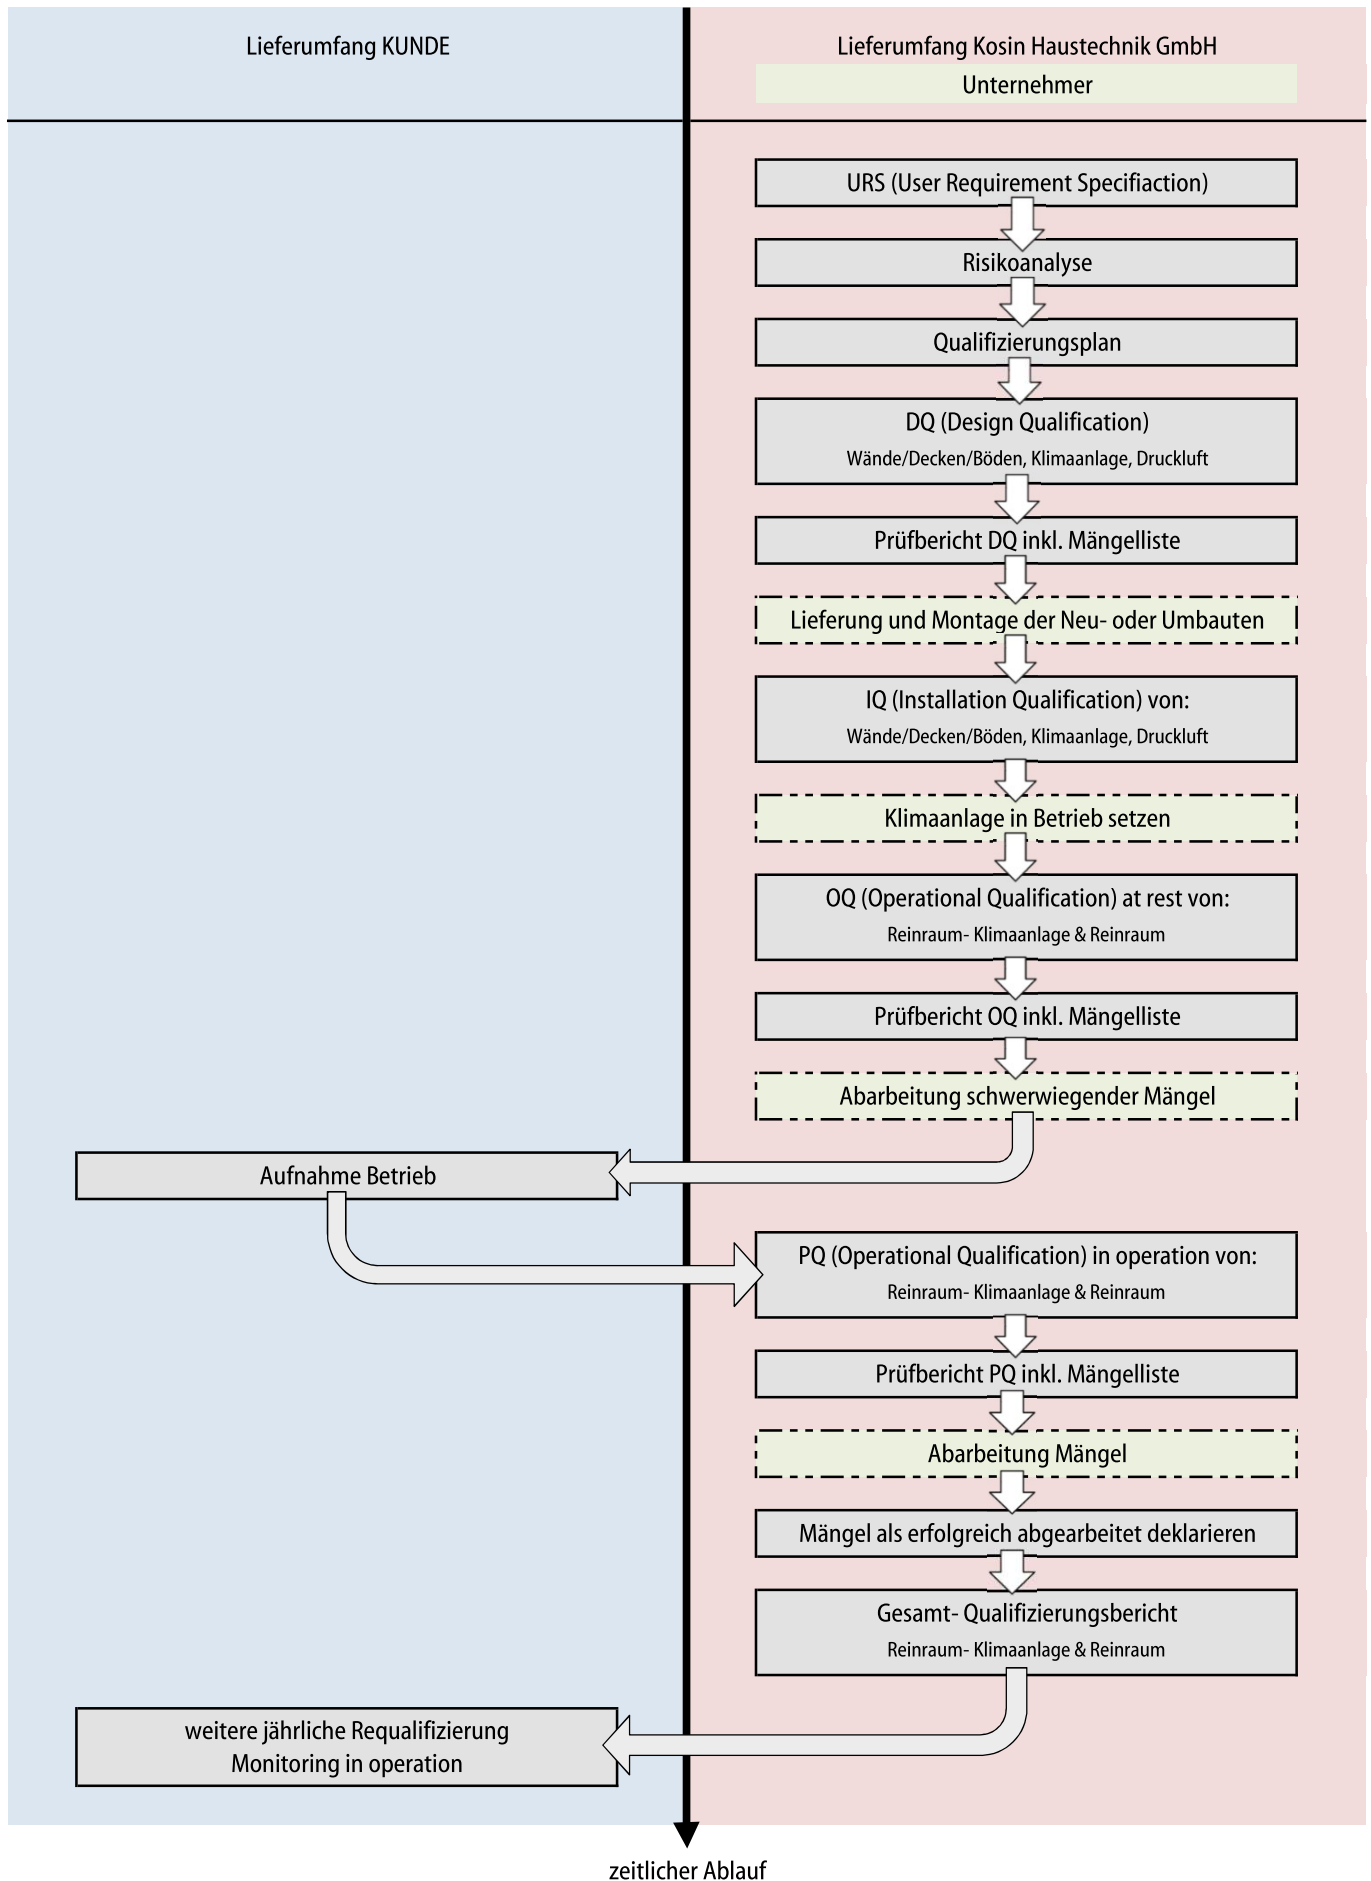 Lieferumfang KUNDE
Lieferumfang Kosin Haustechnik GmbH
Unternehmer
URS (User Requirement Specifiaction)
Risikoanalyse
Qualifizierungsplan
DQ (Design Qualification)
Wände/Decken/Böden, Klimaanlage, Druckluft
Prüfbericht DQ inkl. Mängelliste
Lieferung und Montage der Neu- oder Umbauten
IQ (Installation Qualification) von:
Wände/Decken/Böden, Klimaanlage, Druckluft
Klimaanlage in Betrieb setzen
OQ (Operational Qualification) at rest von:
Reinraum- Klimaanlage & Reinraum
Prüfbericht OQ inkl. Mängelliste
Abarbeitung schwerwiegender Mängel
Aufnahme Betrieb
PQ (Operational Qualification) in operation von:
Reinraum- Klimaanlage & Reinraum
Prüfbericht PQ inkl. Mängelliste
Abarbeitung Mängel
Mängel als erfolgreich abgearbeitet deklarieren
Gesamt- Qualifizierungsbericht
Reinraum- Klimaanlage & Reinraum
weitere jährliche Requalifizierung
Monitoring in operation
zeitlicher Ablauf